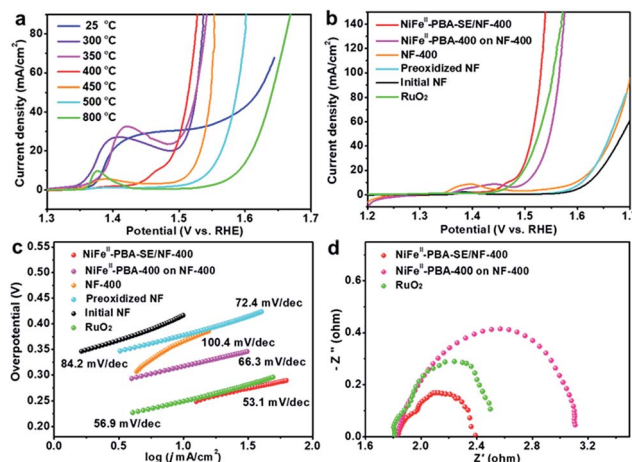 a
Current density (mA/cm²)
100
80
60
40
20
0
25 °C
300 °C
350 °C
400 °C
450 °C
500 °C
800 °C
1.3 1.4 1.5 1.6 1.7
Potential (V vs. RHE)
b
Current density (mA/cm²)
140
120
100
80
60
40
20
0
NiFeᴵᴵ-PBA-SE/NF-400
NiFeᴵᴵ-PBA-400 on NF-400
NF-400
Preoxidized NF
Initial NF
RuO₂
1.2 1.3 1.4 1.5 1.6 1.7
Potential (V vs. RHE)
c
Overpotential (V)
0.55
0.50
0.45
0.40
0.35
0.30
0.25
0.20
NiFeᴵᴵ-PBA-SE/NF-400
NiFeᴵᴵ-PBA-400 on NF-400
NF-400
Preoxidized NF
Initial NF
RuO₂
72.4 mV/dec
100.4 mV/dec
84.2 mV/dec
66.3 mV/dec
56.9 mV/dec
53.1 mV/dec
0.0 0.5 1.0 1.5 2.0
log (j mA/cm²)
d
- Z'' (ohm)
0.8
0.4
0.0
NiFeᴵᴵ-PBA-SE/NF-400
NiFeᴵᴵ-PBA-400 on NF-400
RuO₂
1.6 2.0 2.4 2.8 3.2
Z' (ohm)